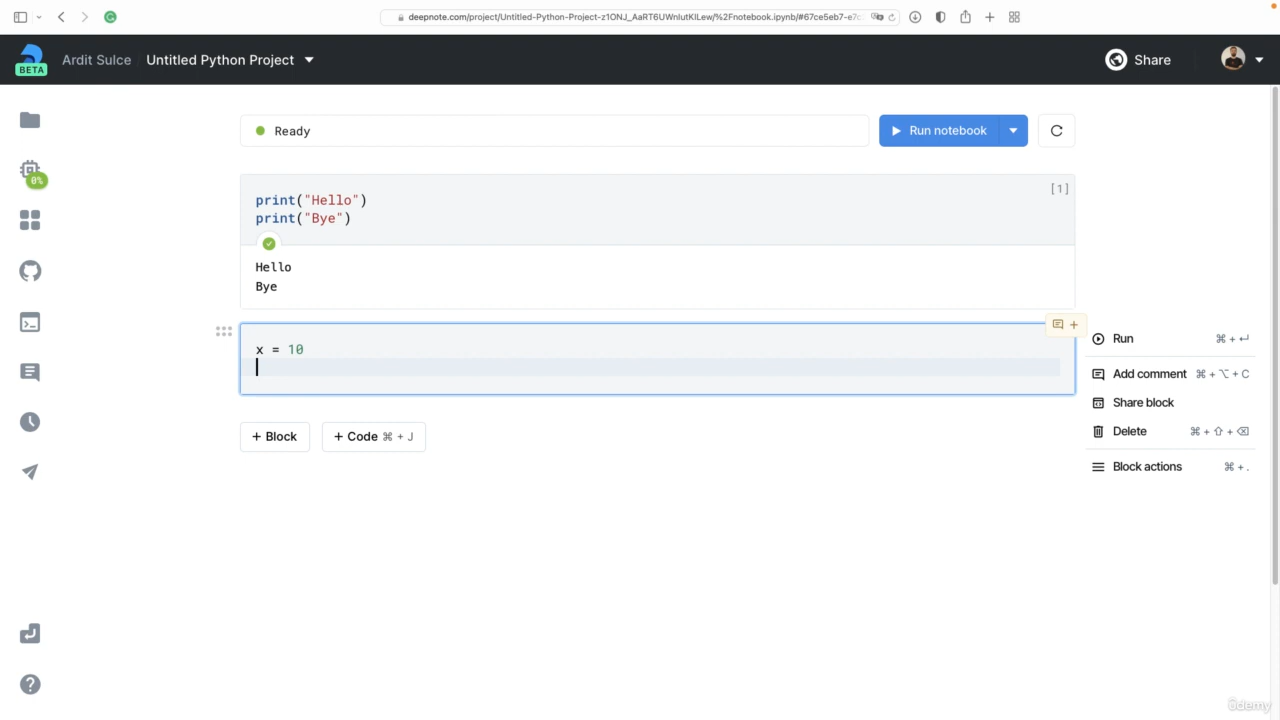 deepnote.com/project/Untitled-Python-Project-z1ONJ_AaRT6UWnlutKlLew/%2Fnotebook.ipynb/#67ce5eb7-e7c
BETA
Ardit Sulce
Untitled Python Project
Share
Ready
Run notebook
0%
[1]
print("Hello")
print("Bye")
Hello
Bye
x = 10
Run ⌘ + ↵
Add comment ⌘ + ⌥ + C
Share block
Delete ⌘ + ⇧ + ⌫
Block actions ⌘ + .
+ Block
+ Code ⌘ + J
ûdemy